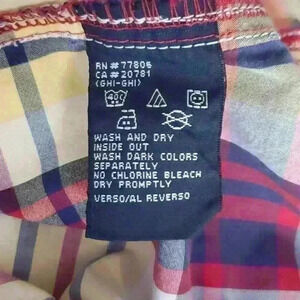 RN #77806
CA #20781
(GHI-GHI)
40
WASH AND DRY
INSIDE OUT
WASH DARK COLORS
SEPARATELY
NO CHLORINE BLEACH
DRY PROMPTLY
VERSO/AL REVERSO